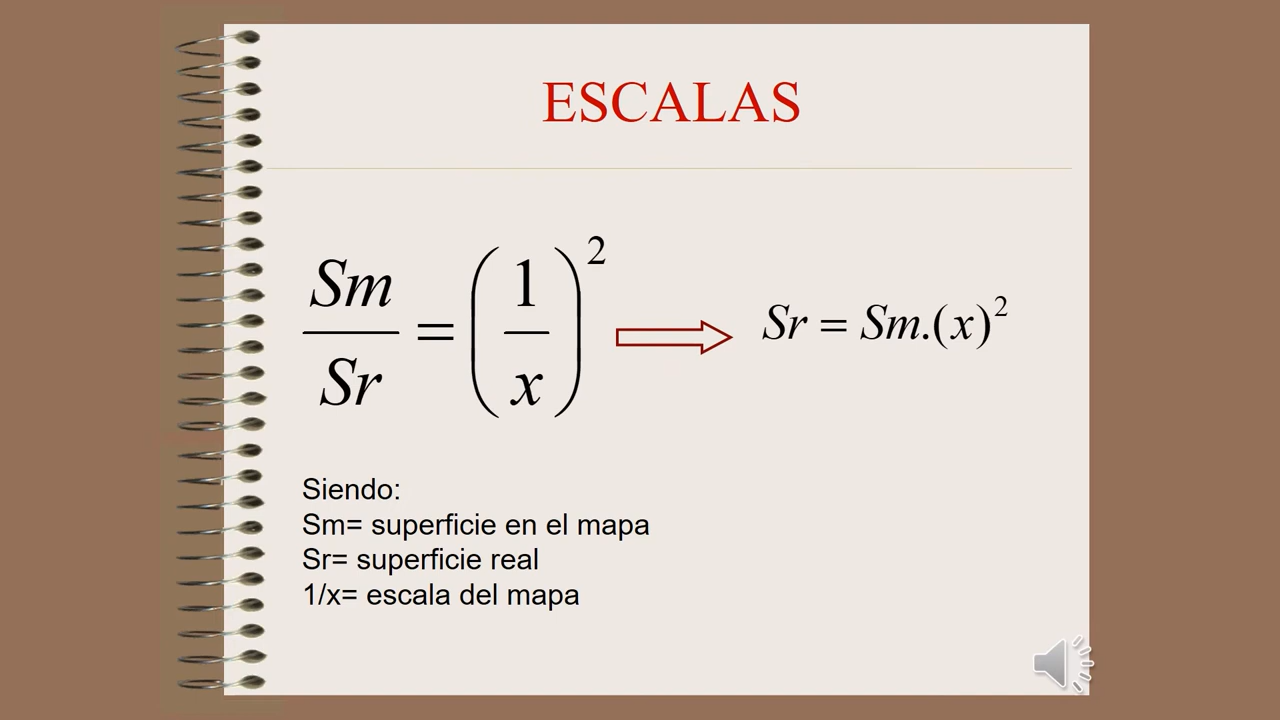 ESCALAS
Sm/Sr = (1/x)²
Sr = Sm.(x)²
Siendo:
Sm= superficie en el mapa
Sr= superficie real
1/x= escala del mapa